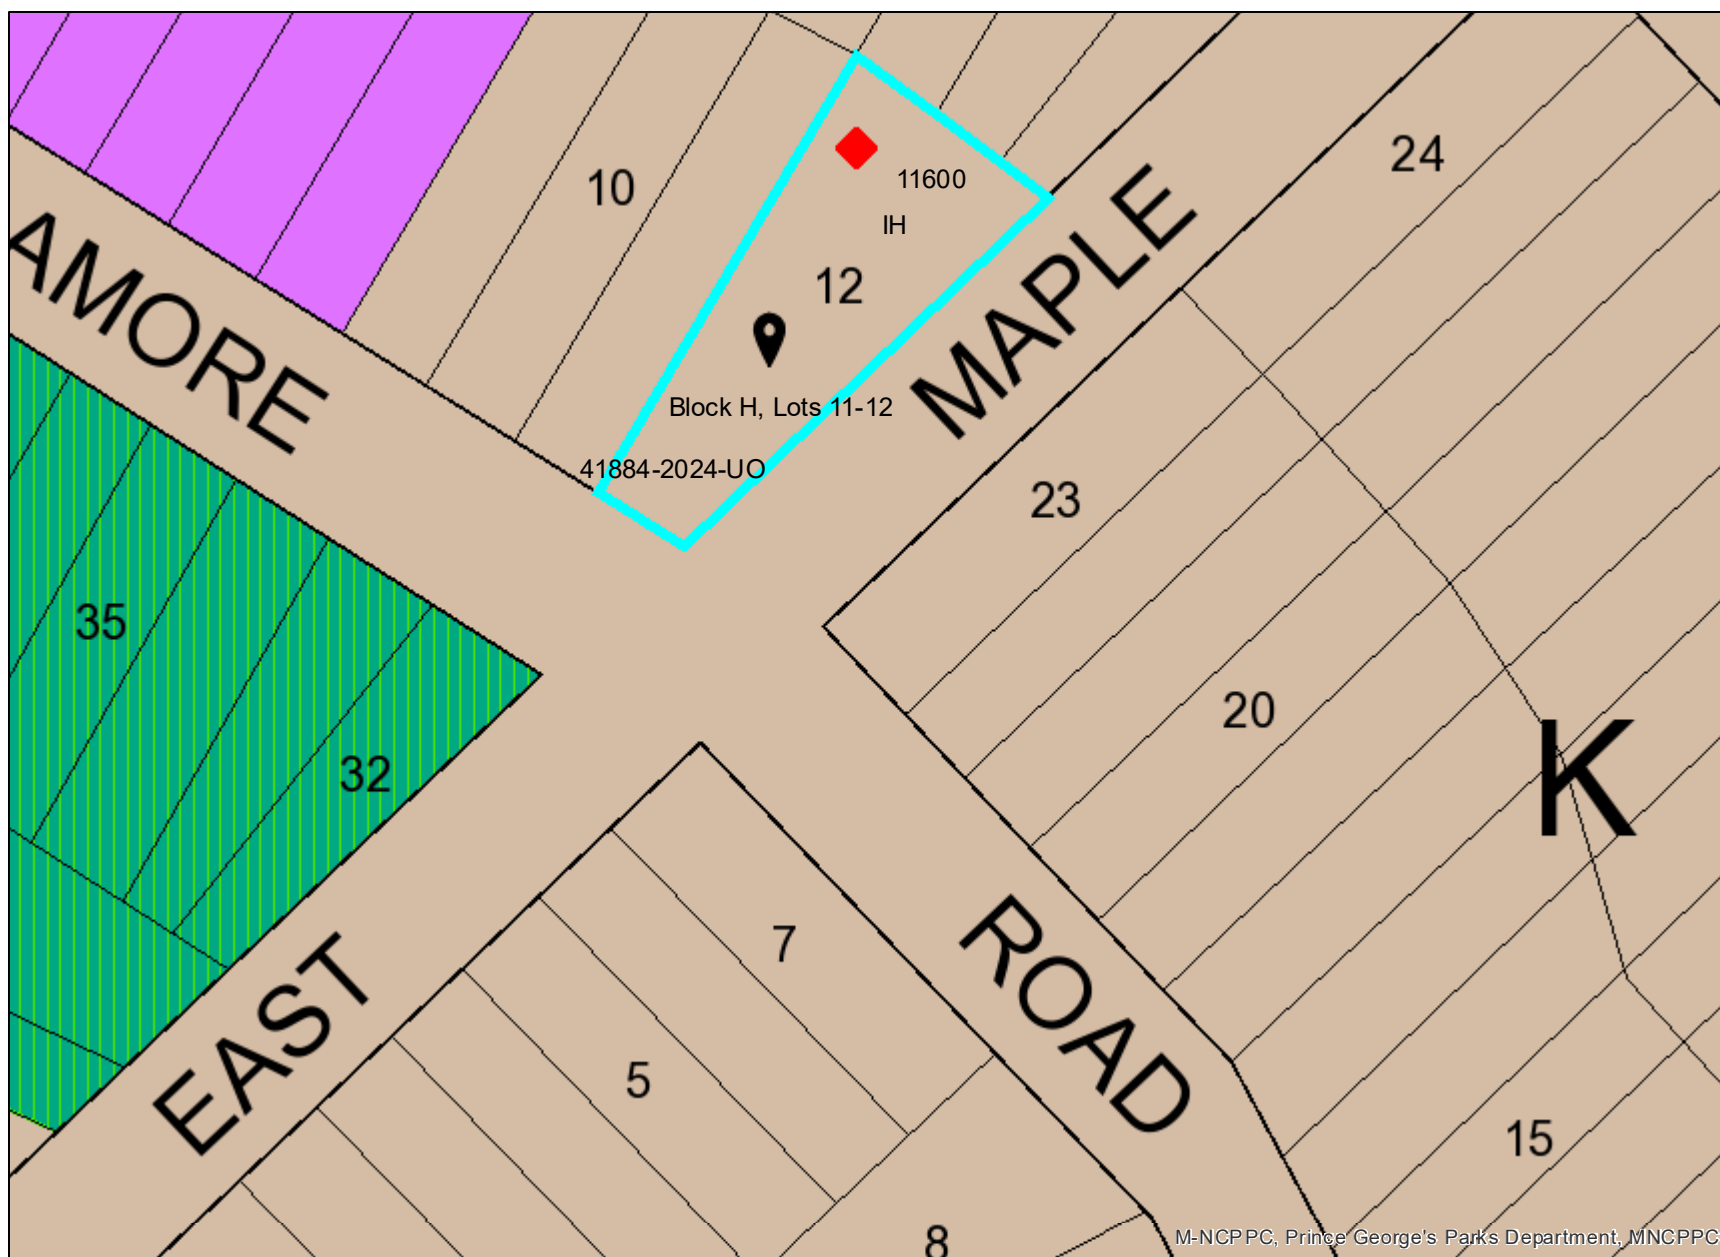 24
10
11600
IH
12
MAPLE
AMORE
Block H, Lots 11-12
41884-2024-UO
23
35
20
32
K
7
ROAD
EAST
5
15
8
M-NCPPC, Prince George's Parks Department, MNCPPC